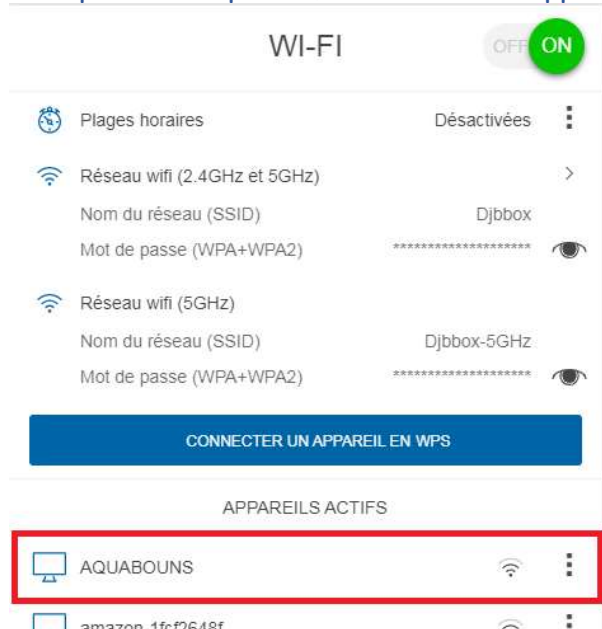 WI-FI OFF ON
Plages horaires Désactivées
Réseau wifi (2.4GHz et 5GHz)
Nom du réseau (SSID) Djbbox
Mot de passe (WPA+WPA2) ********************
Réseau wifi (5GHz)
Nom du réseau (SSID) Djbbox-5GHz
Mot de passe (WPA+WPA2) ********************
CONNECTER UN APPAREIL EN WPS
APPAREILS ACTIFS
AQUABOUNS
amazon-1fcf2648f